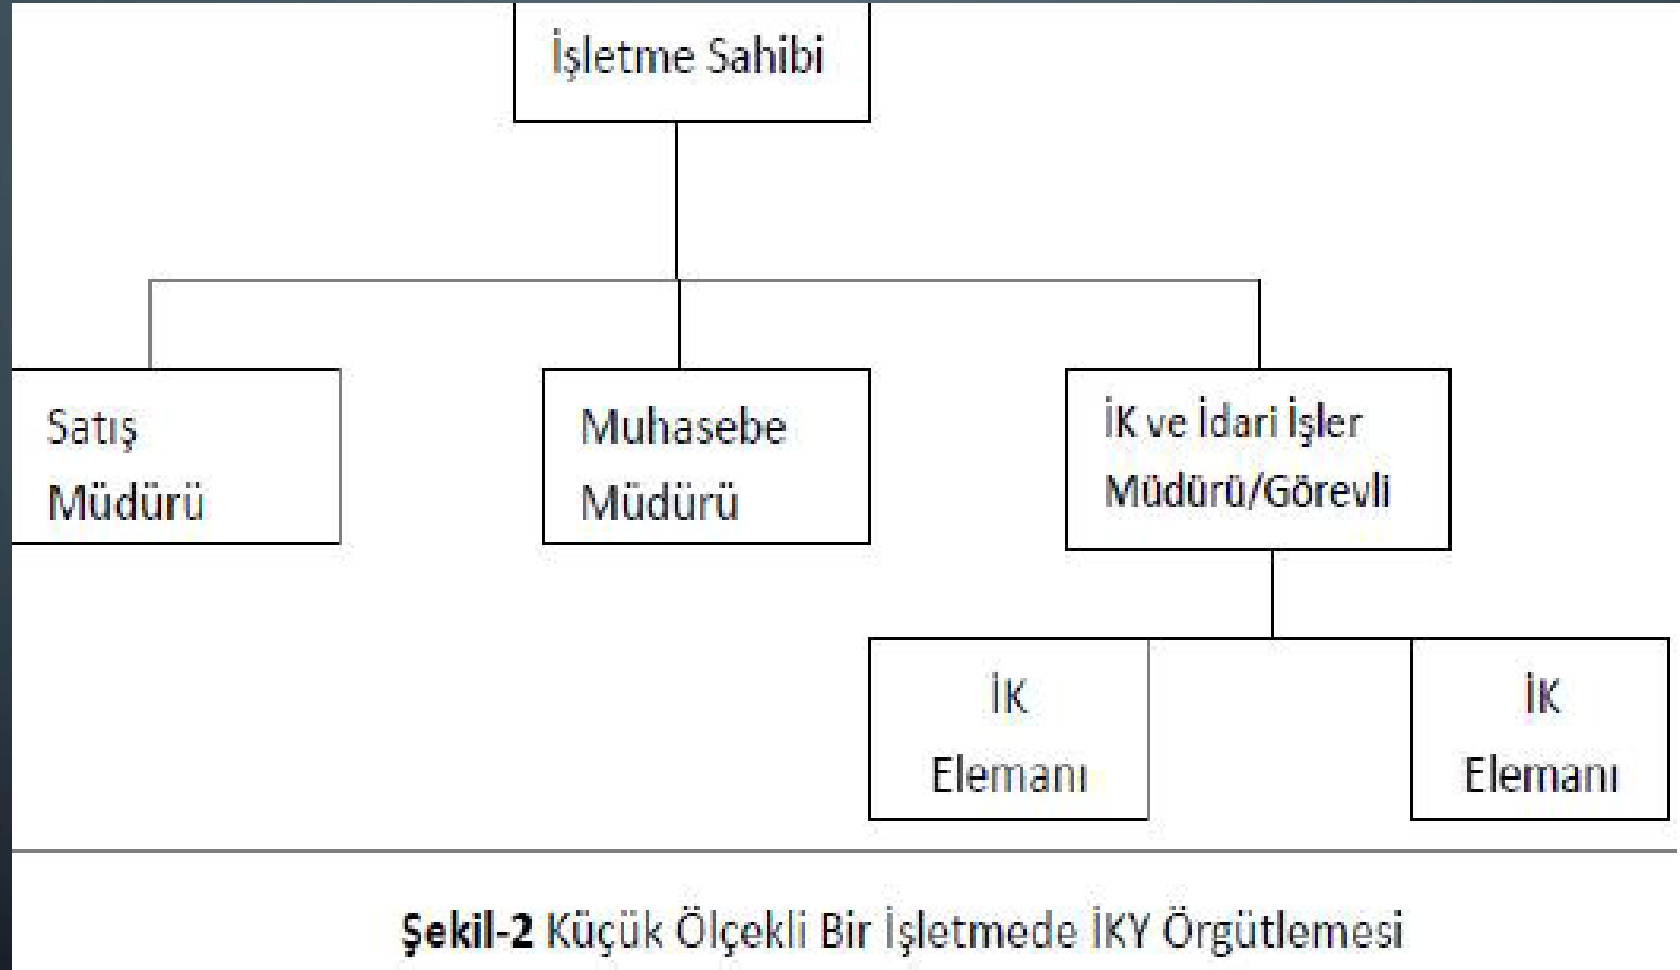 İşletme Sahibi
Satış
Müdürü
Muhasebe
Müdürü
İK ve İdari İşler
Müdürü/Görevli
İK
Elemanı
İK
Elemanı
Şekil-2 Küçük Ölçekli Bir İşletmede İKY Örgütlemesi